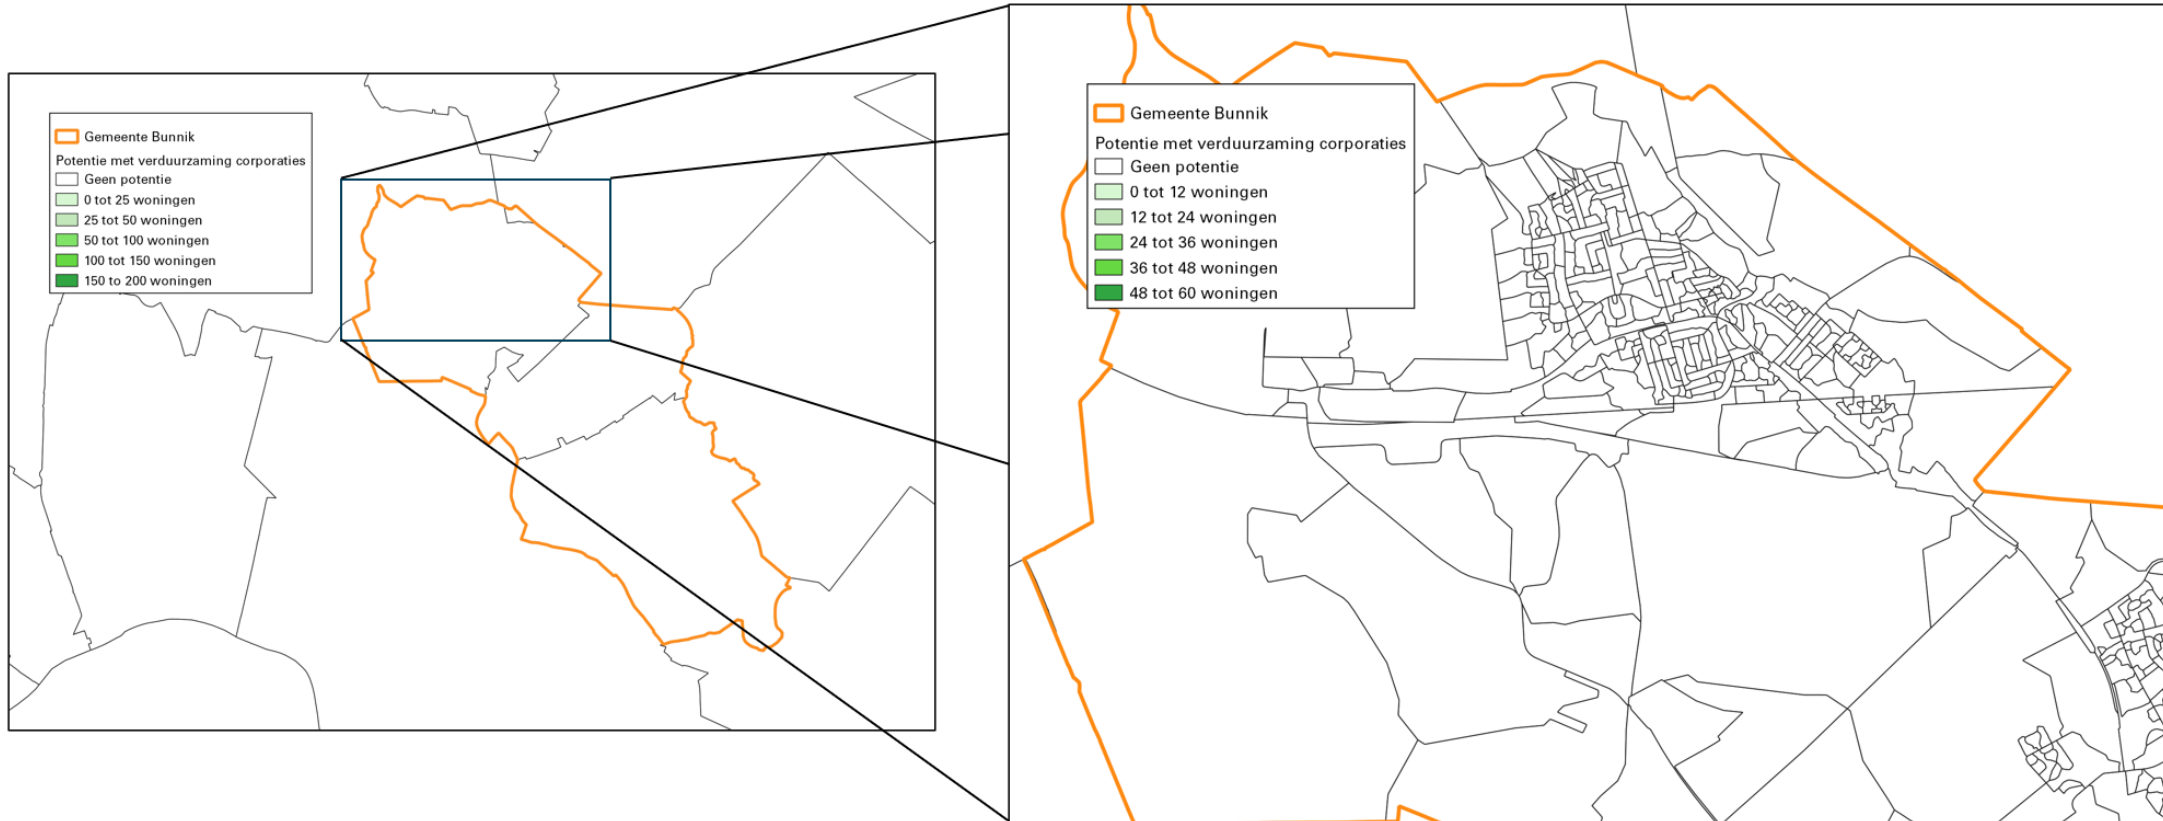 Gemeente Bunnik
Potentie met verduurzaming corporaties
Geen potentie
0 tot 25 woningen
25 tot 50 woningen
50 tot 100 woningen
100 tot 150 woningen
150 to 200 woningen
Gemeente Bunnik
Potentie met verduurzaming corporaties
Geen potentie
0 tot 12 woningen
12 tot 24 woningen
24 tot 36 woningen
36 tot 48 woningen
48 tot 60 woningen